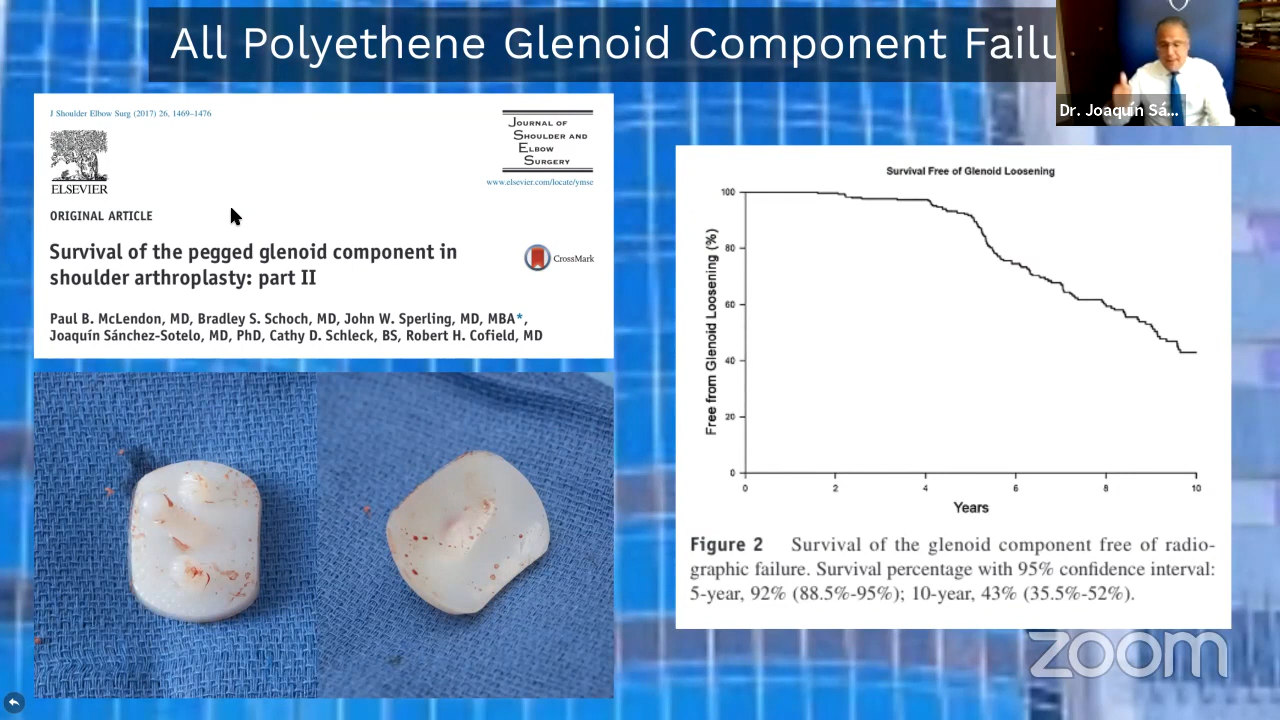 All Polyethene Glenoid Component Failu
Dr. Joaquín Sá...
J Shoulder Elbow Surg (2017) 26, 1469–1476
ELSEVIER
JOURNAL OF
SHOULDER AND
ELBOW
SURGERY
www.elsevier.com/locate/ymse
ORIGINAL ARTICLE
Survival of the pegged glenoid component in
shoulder arthroplasty: part II
CrossMark
Paul B. McLendon, MD, Bradley S. Schoch, MD, John W. Sperling, MD, MBA*,
Joaquín Sánchez-Sotelo, MD, PhD, Cathy D. Schleck, BS, Robert H. Cofield, MD
Survival Free of Glenoid Loosening
Free from Glenoid Loosening (%)
100
80
60
40
20
0
0 2 4 6 8 10
Years
Figure 2 Survival of the glenoid component free of radio-
graphic failure. Survival percentage with 95% confidence interval:
5-year, 92% (88.5%-95%); 10-year, 43% (35.5%-52%).
zoom